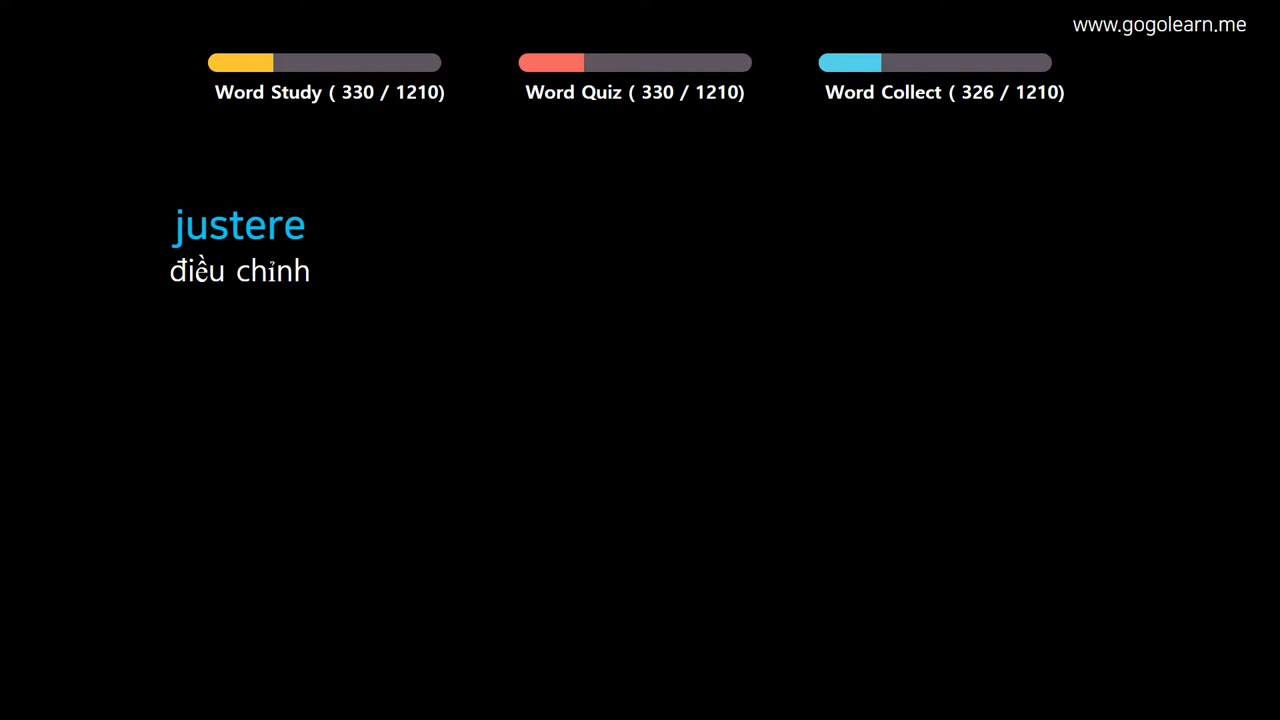 www.gogolearn.me
Word Study ( 330 / 1210)
Word Quiz ( 330 / 1210)
Word Collect ( 326 / 1210)
justere
điều chỉnh